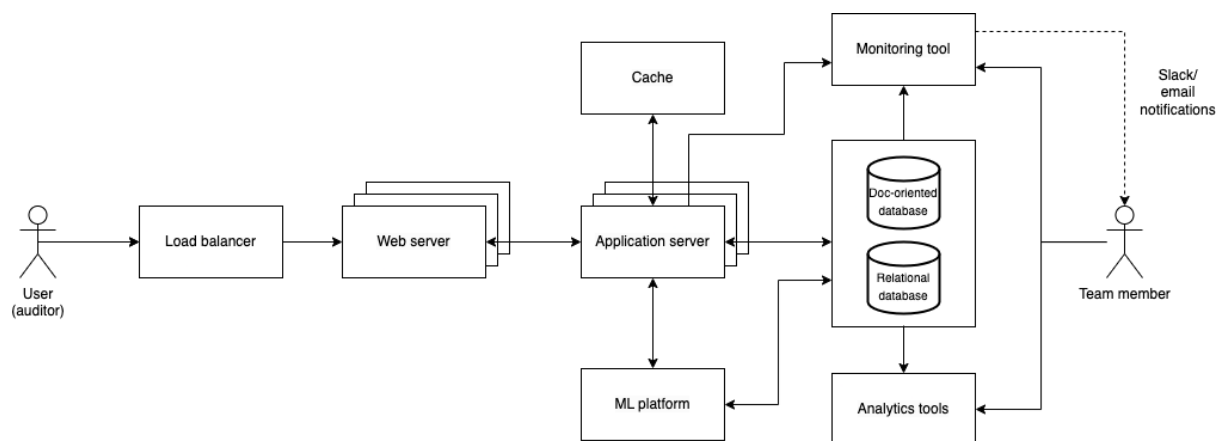 Monitoring tool
Cache
Slack/
email
notifications
Doc-oriented
database
Load balancer
Web server
Application server
Relational
database
User
(auditor)
Team member
ML platform
Analytics tools